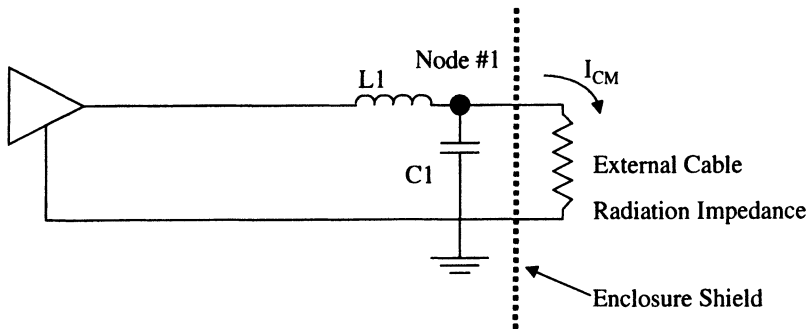 Node #1
L1
I_CM
C1
External Cable
Radiation Impedance
Enclosure Shield